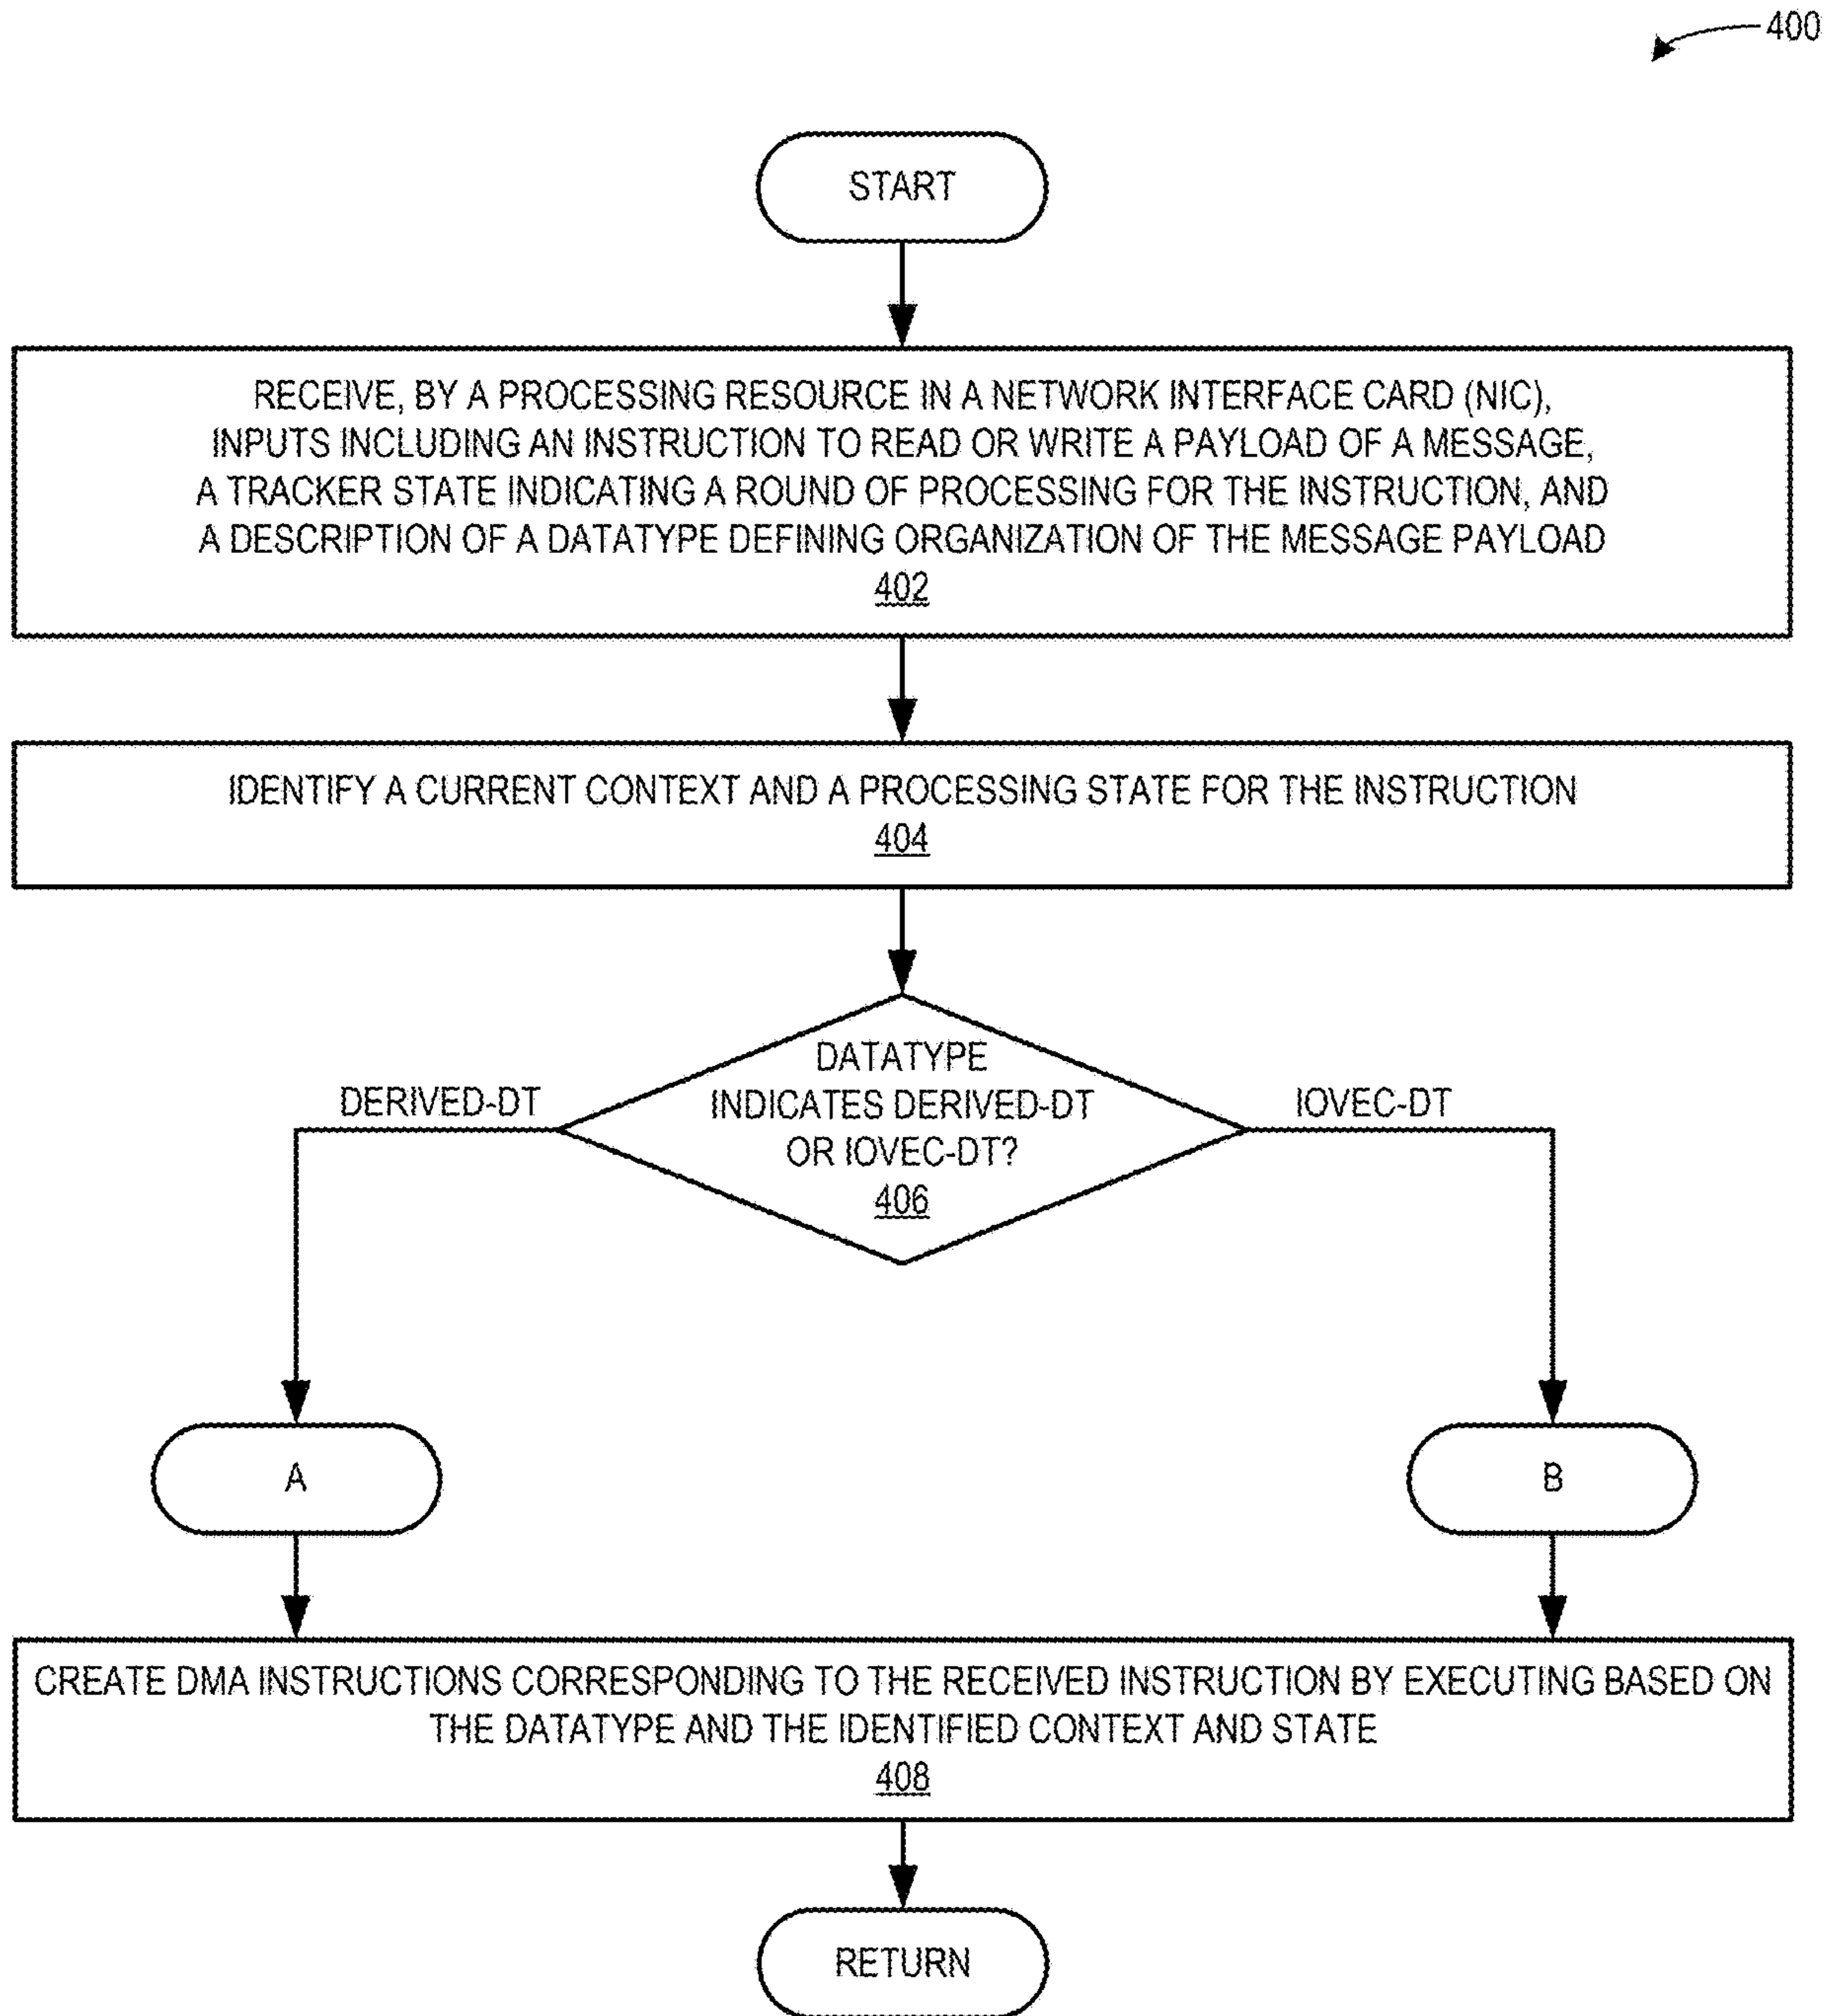 400
START
RECEIVE, BY A PROCESSING RESOURCE IN A NETWORK INTERFACE CARD (NIC),
INPUTS INCLUDING AN INSTRUCTION TO READ OR WRITE A PAYLOAD OF A MESSAGE,
A TRACKER STATE INDICATING A ROUND OF PROCESSING FOR THE INSTRUCTION, AND
A DESCRIPTION OF A DATATYPE DEFINING ORGANIZATION OF THE MESSAGE PAYLOAD
402
IDENTIFY A CURRENT CONTEXT AND A PROCESSING STATE FOR THE INSTRUCTION
404
DATATYPE
INDICATES DERIVED-DT
OR IOVEC-DT?
406
DERIVED-DT
IOVEC-DT
A
B
CREATE DMA INSTRUCTIONS CORRESPONDING TO THE RECEIVED INSTRUCTION BY EXECUTING BASED ON
THE DATATYPE AND THE IDENTIFIED CONTEXT AND STATE
408
RETURN